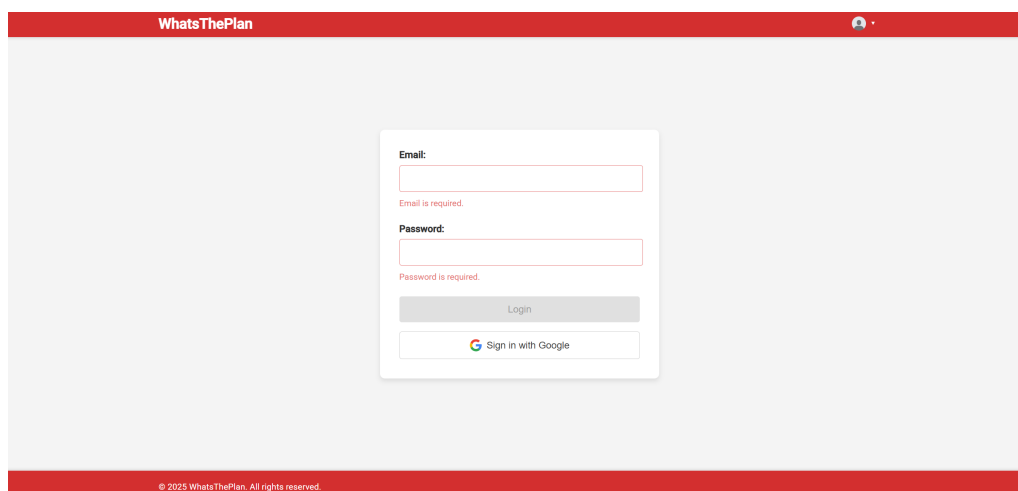 WhatsThePlan
Email:
Email is required.
Password:
Password is required.
Login
Sign in with Google
© 2025 WhatsThePlan. All rights reserved.